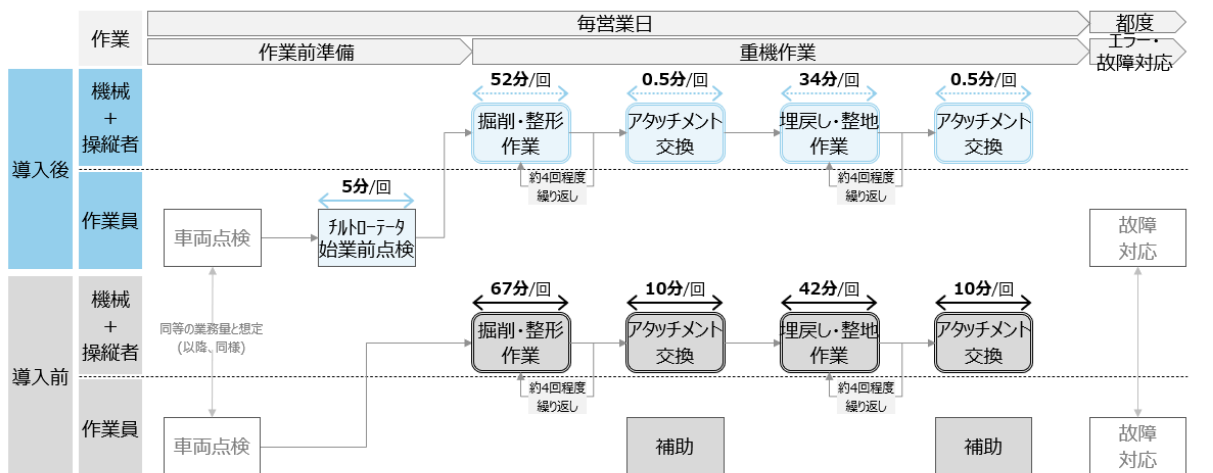 作業
毎営業日
都度
作業前準備
重機作業
エラー・
故障対応
導入後
機械
+
操縦者
52分/回
0.5分/回
34分/回
0.5分/回
掘削・整形
作業
アタッチメント
交換
埋戻し・整地
作業
アタッチメント
交換
約4回程度
繰り返し
約4回程度
繰り返し
作業員
5分/回
車両点検
チルトローテータ
始業前点検
故障
対応
導入前
機械
+
操縦者
同等の業務量と想定
(以降、同様)
67分/回
10分/回
42分/回
10分/回
掘削・整形
作業
アタッチメント
交換
埋戻し・整地
作業
アタッチメント
交換
約4回程度
繰り返し
約4回程度
繰り返し
作業員
車両点検
補助
補助
故障
対応